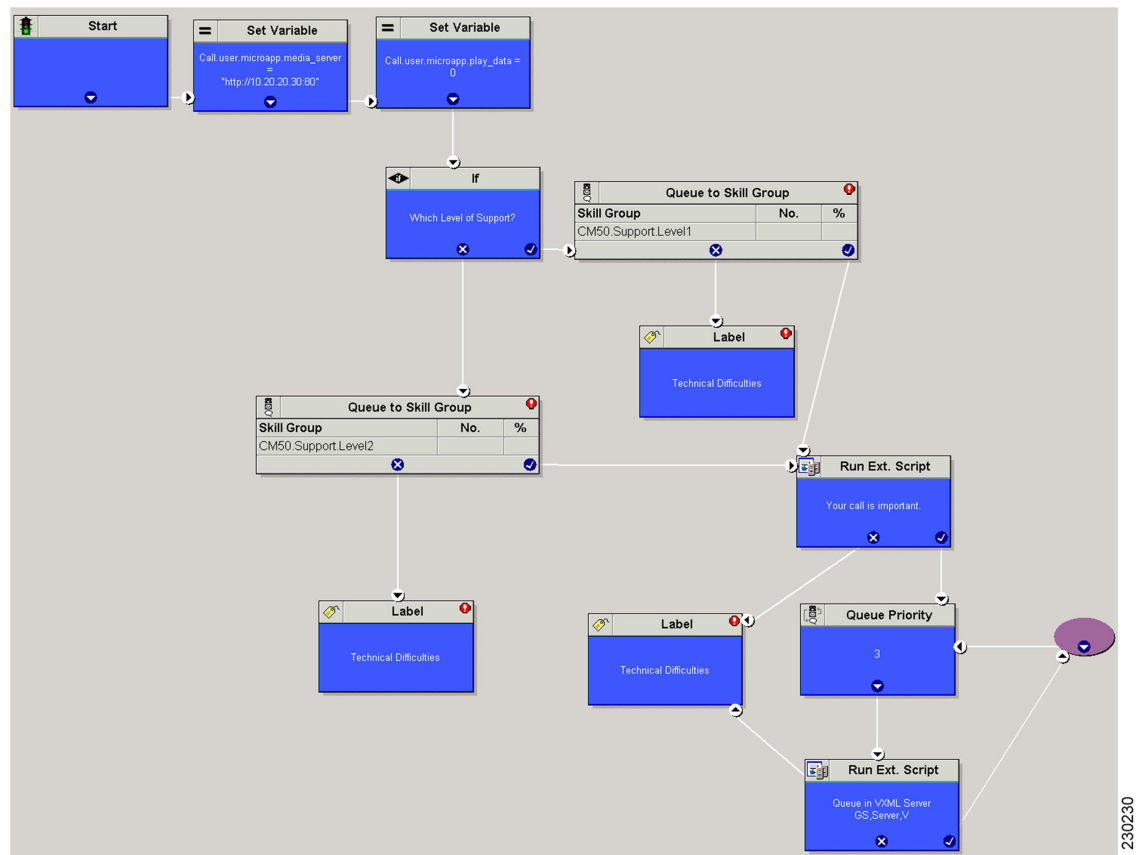 Start
Set Variable
Call.user.microapp.media_server
=
"http://10.20.20.30:80"
Set Variable
Call.user.microapp.play_data =
0
If
Which Level of Support?
Queue to Skill Group
Skill Group No. %
CM50.Support.Level1
Label
Technical Difficulties
Queue to Skill Group
Skill Group No. %
CM50.Support.Level2
Run Ext. Script
Your call is important.
Label
Technical Difficulties
Label
Technical Difficulties
Queue Priority
3
Run Ext. Script
Queue in VXML Server
GS,Server,V
230230